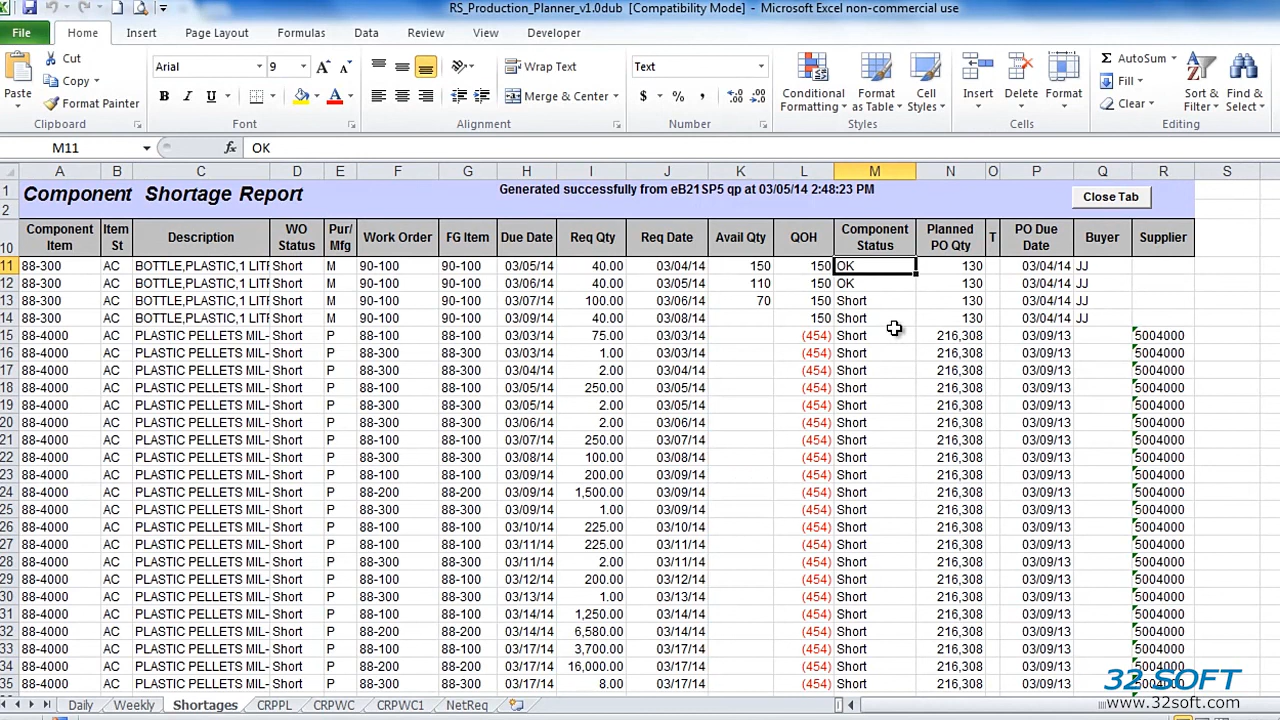 RS_Production_Planner_v1.0dub [Compatibility Mode] - Microsoft Excel non-commercial use
File Home Insert Page Layout Formulas Data Review View Developer
Cut Arial 9 Wrap Text Text Σ AutoSum
Copy Merge & Center $ % , Fill
Paste Format Painter B I U Conditional Formatting Format as Table Cell Styles Insert Delete Format Clear Sort & Filter Find & Select
Clipboard Font Alignment Number Styles Cells Editing
M11 fx OK
A B C D E F G H I J K L M N O P Q R S
1 Component Shortage Report Generated successfully from eB21SP5 qp at 03/05/14 2:48:23 PM Close Tab
2
10 Component Item Item St Description WO Status Pur/Mfg Work Order FG Item Due Date Req Qty Req Date Avail Qty QOH Component Status Planned PO Qty T PO Due Date Buyer Supplier
11 88-300 AC BOTTLE,PLASTIC,1 LITF Short M 90-100 90-100 03/05/14 40.00 03/04/14 150 150 OK 130 03/04/14 JJ
12 88-300 AC BOTTLE,PLASTIC,1 LITF Short M 90-100 90-100 03/06/14 40.00 03/05/14 110 150 OK 130 03/04/14 JJ
13 88-300 AC BOTTLE,PLASTIC,1 LITF Short M 90-100 90-100 03/07/14 100.00 03/06/14 70 150 Short 130 03/04/14 JJ
14 88-300 AC BOTTLE,PLASTIC,1 LITF Short M 90-100 90-100 03/09/14 40.00 03/08/14 150 Short 130 03/04/14 JJ
15 88-4000 AC PLASTIC PELLETS MIL- Short P 88-100 88-100 03/03/14 75.00 03/03/14 (454) Short 216,308 03/09/13 5004000
16 88-4000 AC PLASTIC PELLETS MIL- Short P 88-300 88-300 03/03/14 1.00 03/03/14 (454) Short 216,308 03/09/13 5004000
17 88-4000 AC PLASTIC PELLETS MIL- Short P 88-300 88-300 03/04/14 2.00 03/04/14 (454) Short 216,308 03/09/13 5004000
18 88-4000 AC PLASTIC PELLETS MIL- Short P 88-100 88-100 03/05/14 250.00 03/05/14 (454) Short 216,308 03/09/13 5004000
19 88-4000 AC PLASTIC PELLETS MIL- Short P 88-300 88-300 03/05/14 2.00 03/05/14 (454) Short 216,308 03/09/13 5004000
20 88-4000 AC PLASTIC PELLETS MIL- Short P 88-300 88-300 03/06/14 2.00 03/06/14 (454) Short 216,308 03/09/13 5004000
21 88-4000 AC PLASTIC PELLETS MIL- Short P 88-100 88-100 03/07/14 250.00 03/07/14 (454) Short 216,308 03/09/13 5004000
22 88-4000 AC PLASTIC PELLETS MIL- Short P 88-300 88-300 03/08/14 100.00 03/08/14 (454) Short 216,308 03/09/13 5004000
23 88-4000 AC PLASTIC PELLETS MIL- Short P 88-100 88-100 03/09/14 200.00 03/09/14 (454) Short 216,308 03/09/13 5004000
24 88-4000 AC PLASTIC PELLETS MIL- Short P 88-200 88-200 03/09/14 1,500.00 03/09/14 (454) Short 216,308 03/09/13 5004000
25 88-4000 AC PLASTIC PELLETS MIL- Short P 88-300 88-300 03/09/14 1.00 03/09/14 (454) Short 216,308 03/09/13 5004000
26 88-4000 AC PLASTIC PELLETS MIL- Short P 88-100 88-100 03/10/14 225.00 03/10/14 (454) Short 216,308 03/09/13 5004000
27 88-4000 AC PLASTIC PELLETS MIL- Short P 88-100 88-100 03/11/14 225.00 03/11/14 (454) Short 216,308 03/09/13 5004000
28 88-4000 AC PLASTIC PELLETS MIL- Short P 88-300 88-300 03/11/14 2.00 03/11/14 (454) Short 216,308 03/09/13 5004000
29 88-4000 AC PLASTIC PELLETS MIL- Short P 88-100 88-100 03/12/14 200.00 03/12/14 (454) Short 216,308 03/09/13 5004000
30 88-4000 AC PLASTIC PELLETS MIL- Short P 88-300 88-300 03/13/14 1.00 03/13/14 (454) Short 216,308 03/09/13 5004000
31 88-4000 AC PLASTIC PELLETS MIL- Short P 88-100 88-100 03/14/14 1,250.00 03/14/14 (454) Short 216,308 03/09/13 5004000
32 88-4000 AC PLASTIC PELLETS MIL- Short P 88-200 88-200 03/14/14 6,580.00 03/14/14 (454) Short 216,308 03/09/13 5004000
33 88-4000 AC PLASTIC PELLETS MIL- Short P 88-100 88-100 03/17/14 3,700.00 03/17/14 (454) Short 216,308 03/09/13 5004000
34 88-4000 AC PLASTIC PELLETS MIL- Short P 88-200 88-200 03/17/14 16,000.00 03/17/14 (454) Short 216,308 03/09/13 5004000
35 88-4000 AC PLASTIC PELLETS MIL- Short P 88-300 88-300 03/17/14 8.00 03/17/14 (454) Short 216,308 03/09/13 5004000
32 SOFT
www.32soft.com
Daily Weekly Shortages CRPPL CRPWC CRPWC1 NetReq